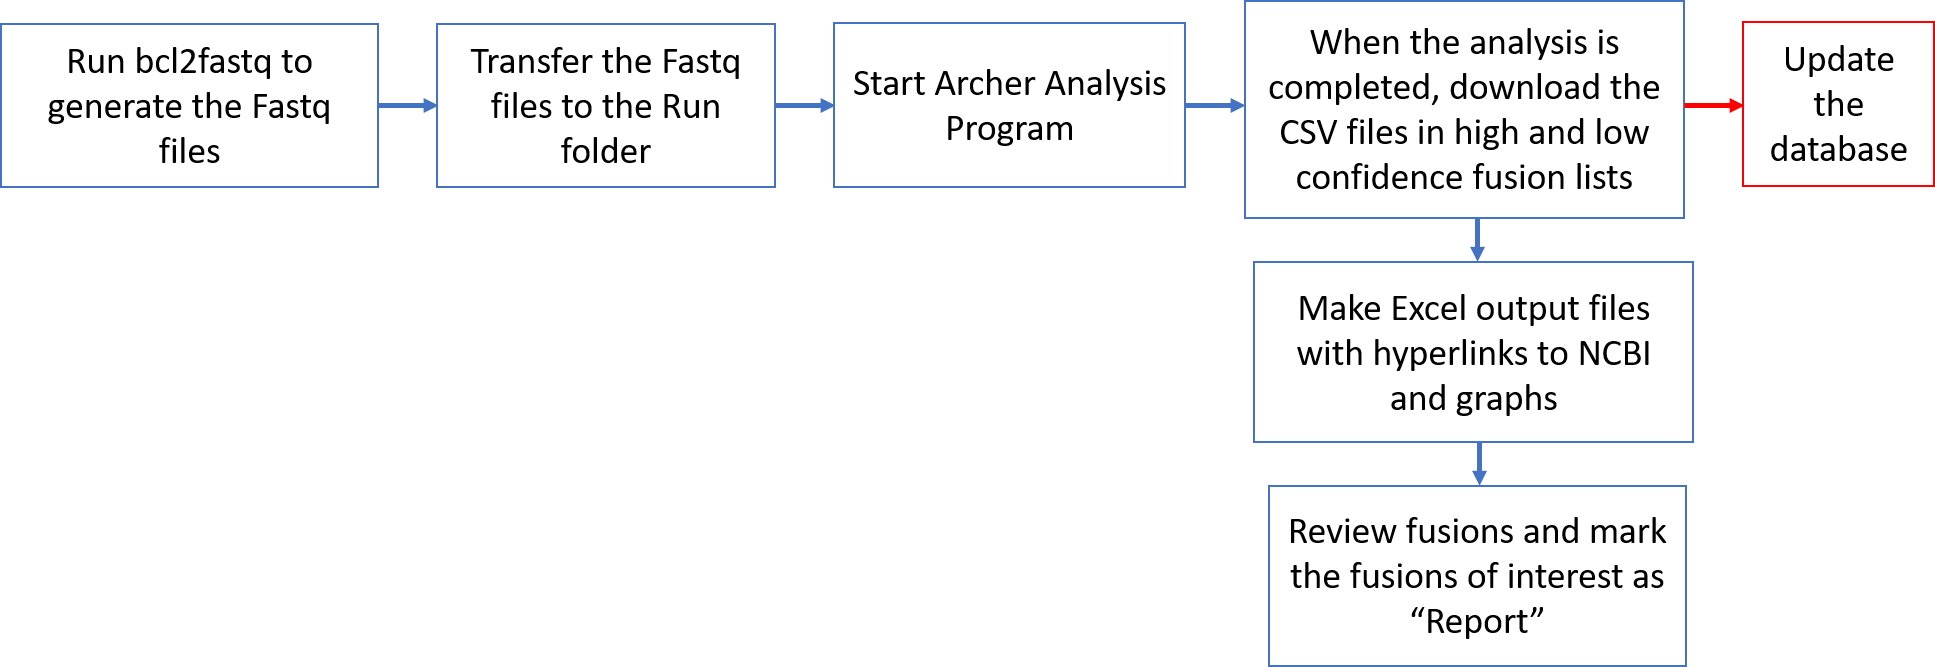 Run bcl2fastq to
generate the Fastq
files
Transfer the Fastq
files to the Run
folder
Start Archer Analysis
Program
When the analysis is
completed, download the
CSV files in high and low
confidence fusion lists
Update
the
database
Make Excel output files
with hyperlinks to NCBI
and graphs
Review fusions and mark
the fusions of interest as
“Report”